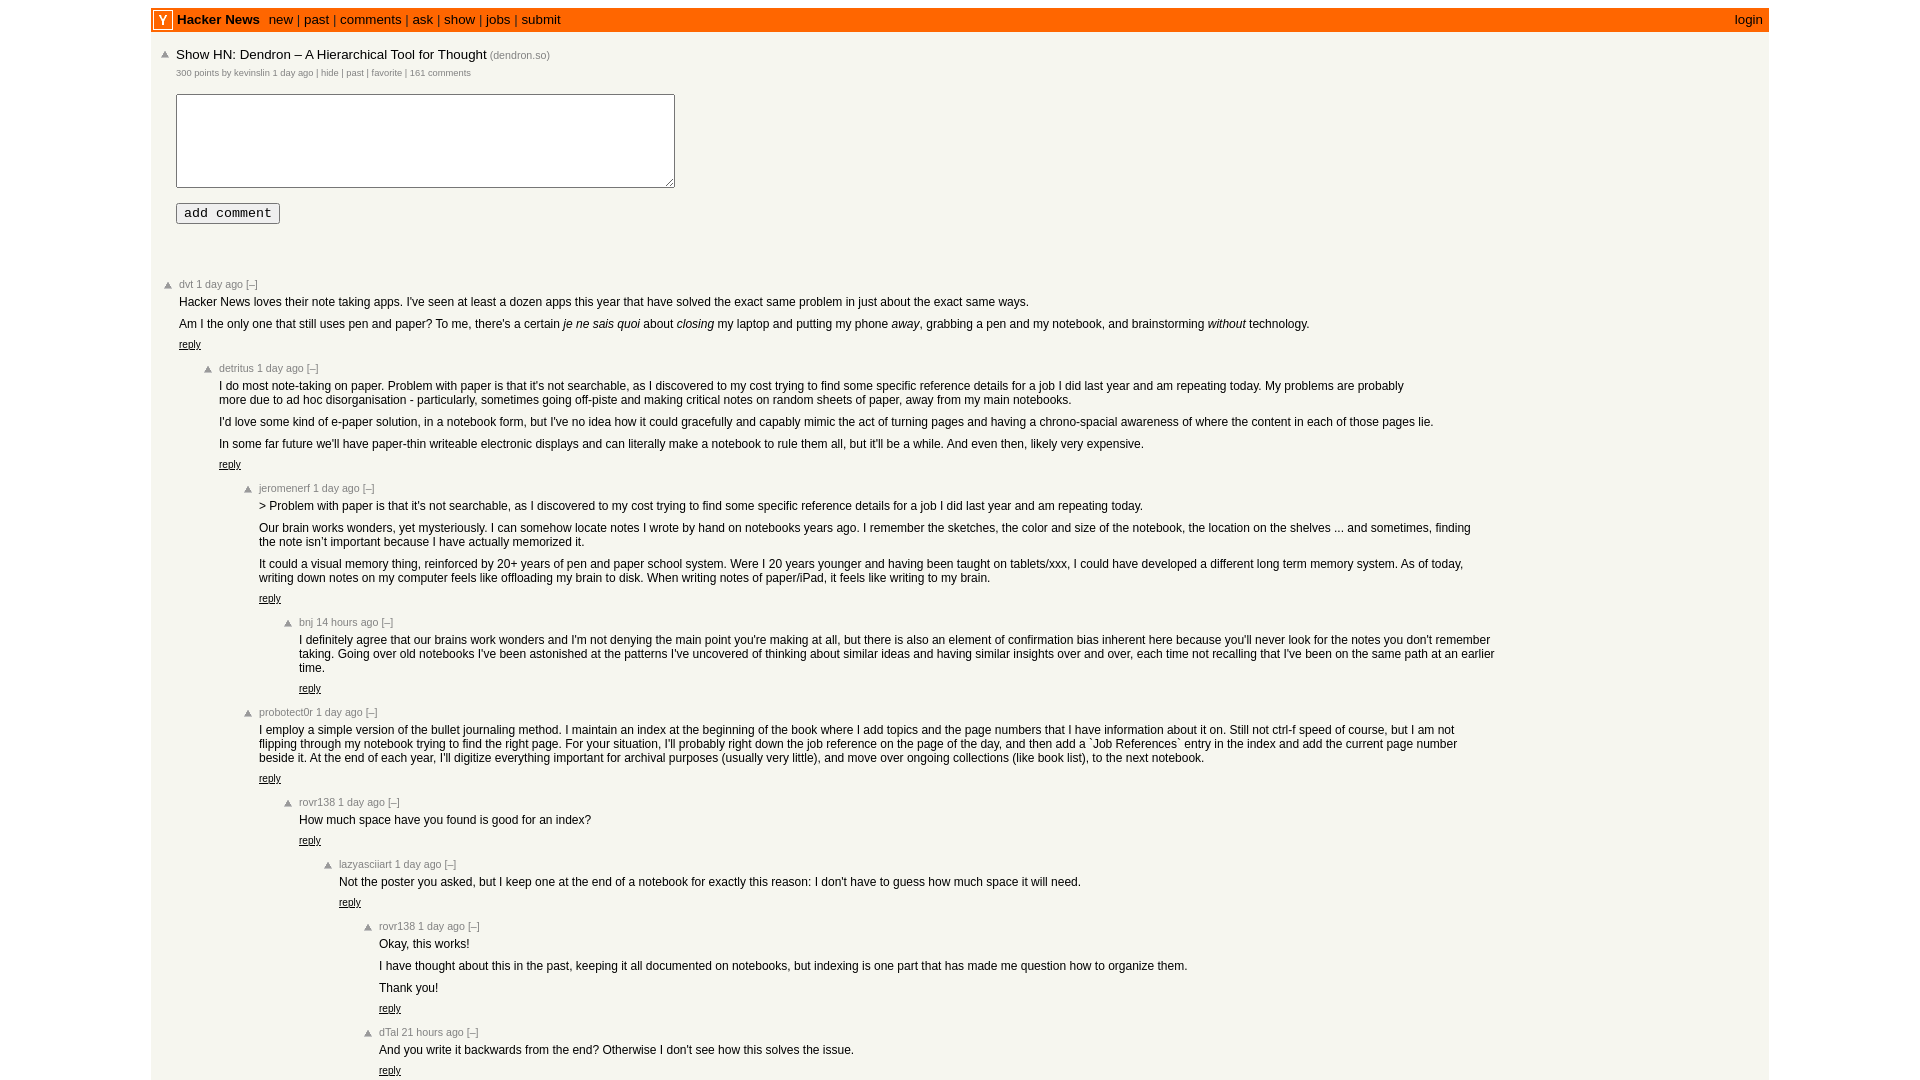 Y Hacker News new | past | comments | ask | show | jobs | submit login
Show HN: Dendron – A Hierarchical Tool for Thought (dendron.so)
300 points by kevinslin 1 day ago | hide | past | favorite | 161 comments
add comment
dvt 1 day ago [–]
Hacker News loves their note taking apps. I've seen at least a dozen apps this year that have solved the exact same problem in just about the exact same ways.
Am I the only one that still uses pen and paper? To me, there's a certain je ne sais quoi about closing my laptop and putting my phone away, grabbing a pen and my notebook, and brainstorming without technology.
reply
detritus 1 day ago [–]
I do most note-taking on paper. Problem with paper is that it's not searchable, as I discovered to my cost trying to find some specific reference details for a job I did last year and am repeating today. My problems are probably
more due to ad hoc disorganisation - particularly, sometimes going off-piste and making critical notes on random sheets of paper, away from my main notebooks.
I'd love some kind of e-paper solution, in a notebook form, but I've no idea how it could gracefully and capably mimic the act of turning pages and having a chrono-spacial awareness of where the content in each of those pages lie.
In some far future we'll have paper-thin writeable electronic displays and can literally make a notebook to rule them all, but it'll be a while. And even then, likely very expensive.
reply
jeromenerf 1 day ago [–]
> Problem with paper is that it's not searchable, as I discovered to my cost trying to find some specific reference details for a job I did last year and am repeating today.
Our brain works wonders, yet mysteriously. I can somehow locate notes I wrote by hand on notebooks years ago. I remember the sketches, the color and size of the notebook, the location on the shelves ... and sometimes, finding
the note isn’t important because I have actually memorized it.
It could a visual memory thing, reinforced by 20+ years of pen and paper school system. Were I 20 years younger and having been taught on tablets/xxx, I could have developed a different long term memory system. As of today,
writing down notes on my computer feels like offloading my brain to disk. When writing notes of paper/iPad, it feels like writing to my brain.
reply
bnj 14 hours ago [–]
I definitely agree that our brains work wonders and I'm not denying the main point you're making at all, but there is also an element of confirmation bias inherent here because you'll never look for the notes you don't remember
taking. Going over old notebooks I've been astonished at the patterns I've uncovered of thinking about similar ideas and having similar insights over and over, each time not recalling that I've been on the same path at an earlier
time.
reply
probotect0r 1 day ago [–]
I employ a simple version of the bullet journaling method. I maintain an index at the beginning of the book where I add topics and the page numbers that I have information about it on. Still not ctrl-f speed of course, but I am not
flipping through my notebook trying to find the right page. For your situation, I'll probably right down the job reference on the page of the day, and then add a `Job References` entry in the index and add the current page number
beside it. At the end of each year, I'll digitize everything important for archival purposes (usually very little), and move over ongoing collections (like book list), to the next notebook.
reply
rovr138 1 day ago [–]
How much space have you found is good for an index?
reply
lazyasciiart 1 day ago [–]
Not the poster you asked, but I keep one at the end of a notebook for exactly this reason: I don't have to guess how much space it will need.
reply
rovr138 1 day ago [–]
Okay, this works!
I have thought about this in the past, keeping it all documented on notebooks, but indexing is one part that has made me question how to organize them.
Thank you!
reply
dTal 21 hours ago [–]
And you write it backwards from the end? Otherwise I don't see how this solves the issue.
reply